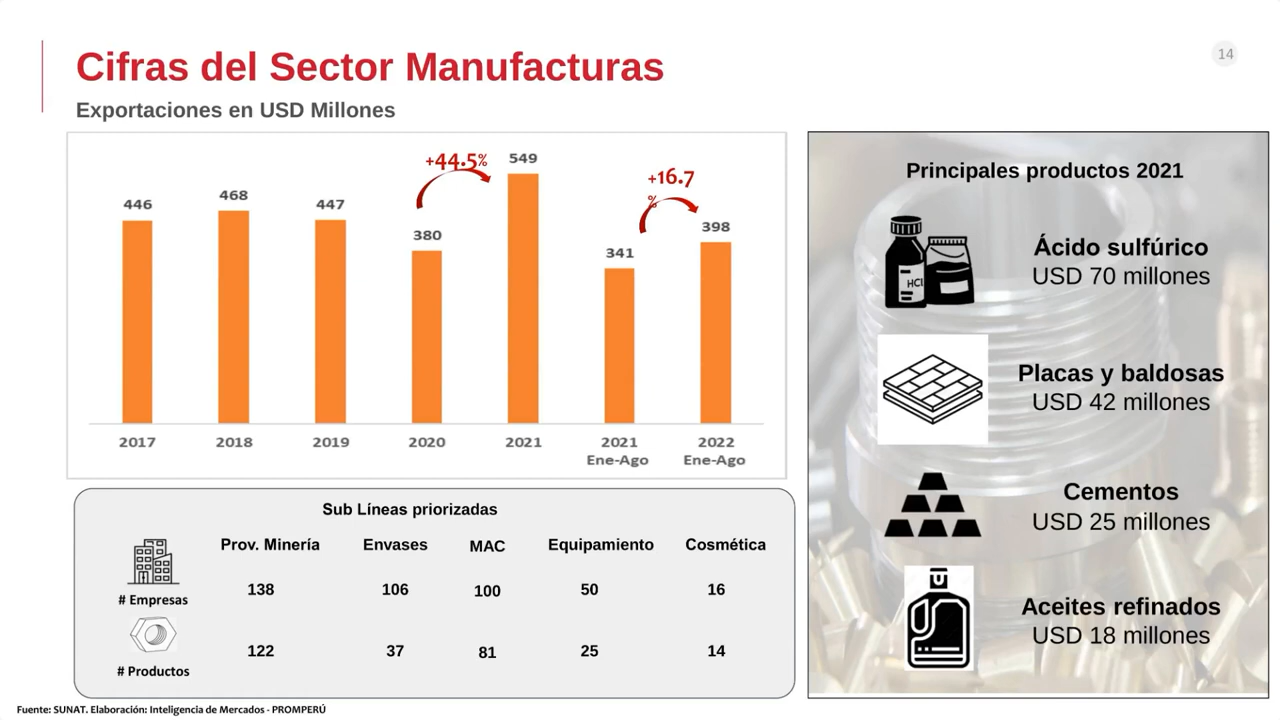 Cifras del Sector Manufacturas
14
Exportaciones en USD Millones
446
468
447
380
+44.5%
549
341
+16.7
%
398
2017
2018
2019
2020
2021
2021
Ene-Ago
2022
Ene-Ago
Sub Líneas priorizadas
Prov. Minería Envases MAC Equipamiento Cosmética
# Empresas 138 106 100 50 16
# Productos 122 37 81 25 14
Principales productos 2021
HCl
Ácido sulfúrico
USD 70 millones
Placas y baldosas
USD 42 millones
Cementos
USD 25 millones
Aceites refinados
USD 18 millones
Fuente: SUNAT. Elaboración: Inteligencia de Mercados - PROMPERÚ